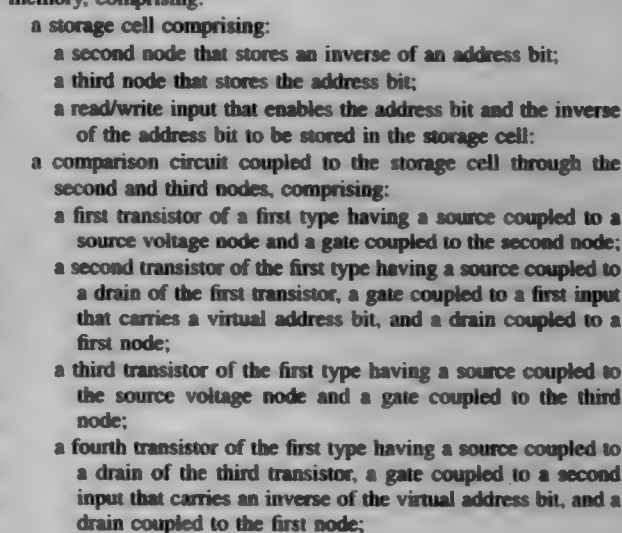 memory, comprising:
a storage cell comprising:
a second node that stores an inverse of an address bit;
a third node that stores the address bit;
a read/write input that enables the address bit and the inverse
of the address bit to be stored in the storage cell:
a comparison circuit coupled to the storage cell through the
second and third nodes, comprising:
a first transistor of a first type having a source coupled to a
source voltage node and a gate coupled to the second node;
a second transistor of the first type having a source coupled to
a drain of the first transistor, a gate coupled to a first input
that carries a virtual address bit, and a drain coupled to a
first node;
a third transistor of the first type having a source coupled to
the source voltage node and a gate coupled to the third
node;
a fourth transistor of the first type having a source coupled to
a drain of the third transistor, a gate coupled to a second
input that carries an inverse of the virtual address bit, and a
drain coupled to the first node;